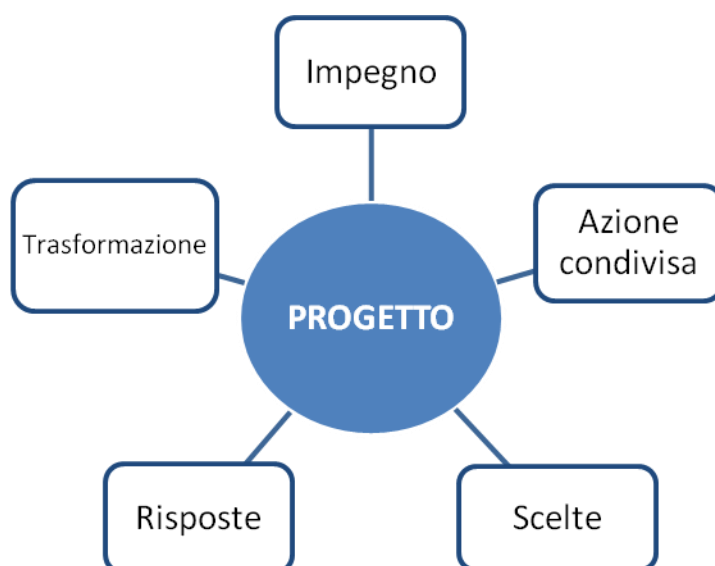 Impegno
Trasformazione
Azione
condivisa
PROGETTO
Risposte
Scelte